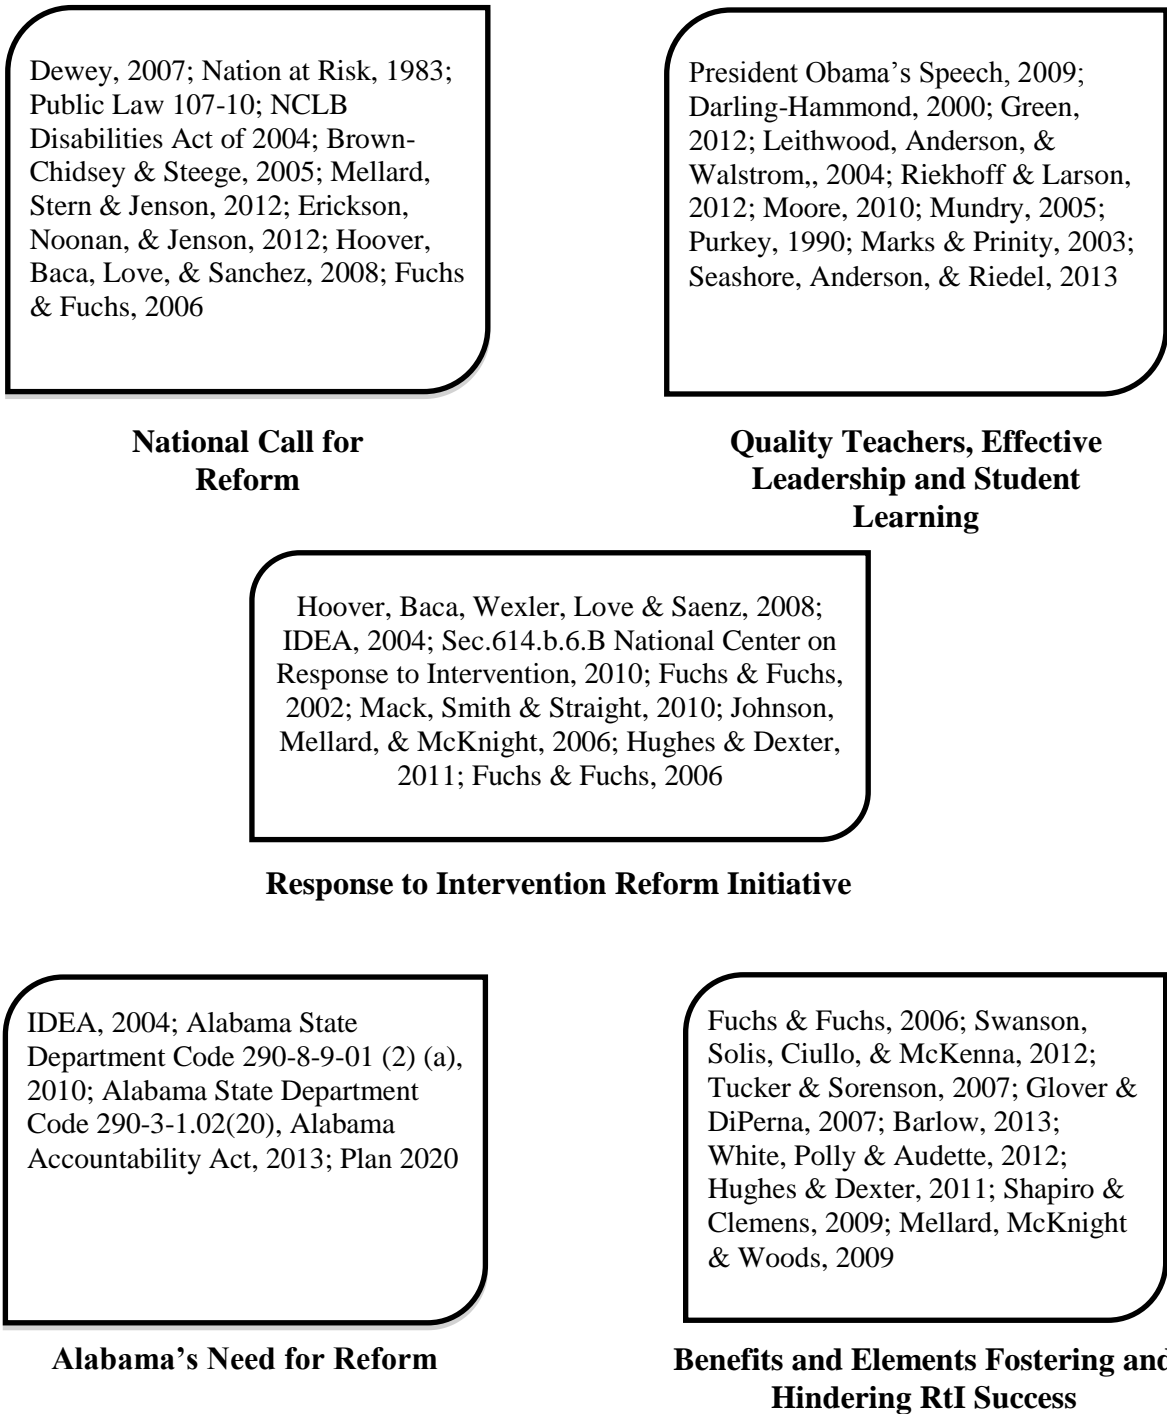 Dewey, 2007; Nation at Risk, 1983;
Public Law 107-10; NCLB
Disabilities Act of 2004; Brown-
Chidsey & Steege, 2005; Mellard,
Stern & Jenson, 2012; Erickson,
Noonan, & Jenson, 2012; Hoover,
Baca, Love, & Sanchez, 2008; Fuchs
& Fuchs, 2006
National Call for
Reform
President Obama’s Speech, 2009;
Darling-Hammond, 2000; Green,
2012; Leithwood, Anderson, &
Walstrom,, 2004; Riekhoff & Larson,
2012; Moore, 2010; Mundry, 2005;
Purkey, 1990; Marks & Prinity, 2003;
Seashore, Anderson, & Riedel, 2013
Quality Teachers, Effective
Leadership and Student
Learning
Hoover, Baca, Wexler, Love & Saenz, 2008;
IDEA, 2004; Sec.614.b.6.B National Center on
Response to Intervention, 2010; Fuchs & Fuchs,
2002; Mack, Smith & Straight, 2010; Johnson,
Mellard, & McKnight, 2006; Hughes & Dexter,
2011; Fuchs & Fuchs, 2006
Response to Intervention Reform Initiative
IDEA, 2004; Alabama State
Department Code 290-8-9-01 (2) (a),
2010; Alabama State Department
Code 290-3-1.02(20), Alabama
Accountability Act, 2013; Plan 2020
Alabama’s Need for Reform
Fuchs & Fuchs, 2006; Swanson,
Solis, Ciullo, & McKenna, 2012;
Tucker & Sorenson, 2007; Glover &
DiPerna, 2007; Barlow, 2013;
White, Polly & Audette, 2012;
Hughes & Dexter, 2011; Shapiro &
Clemens, 2009; Mellard, McKnight
& Woods, 2009
Benefits and Elements Fostering and
Hindering RtI Success